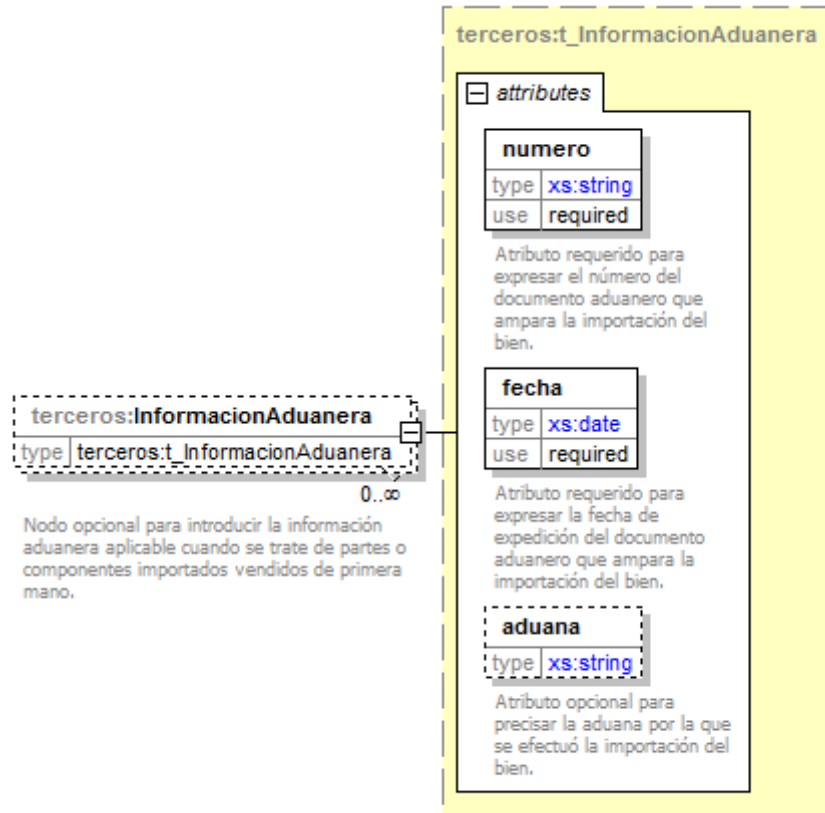 terceros:t_InformacionAduanera
attributes
numero
type xs:string
use required
Atributo requerido para
expresar el número del
documento aduanero que
ampara la importación del
bien.
fecha
type xs:date
use required
Atributo requerido para
expresar la fecha de
expedición del documento
aduanero que ampara la
importación del bien.
aduana
type xs:string
Atributo opcional para
precisar la aduana por la que
se efectuó la importación del
bien.
terceros:InformacionAduanera
type terceros:t_InformacionAduanera
0..∞
Nodo opcional para introducir la información
aduanera aplicable cuando se trate de partes o
componentes importados vendidos de primera
mano.